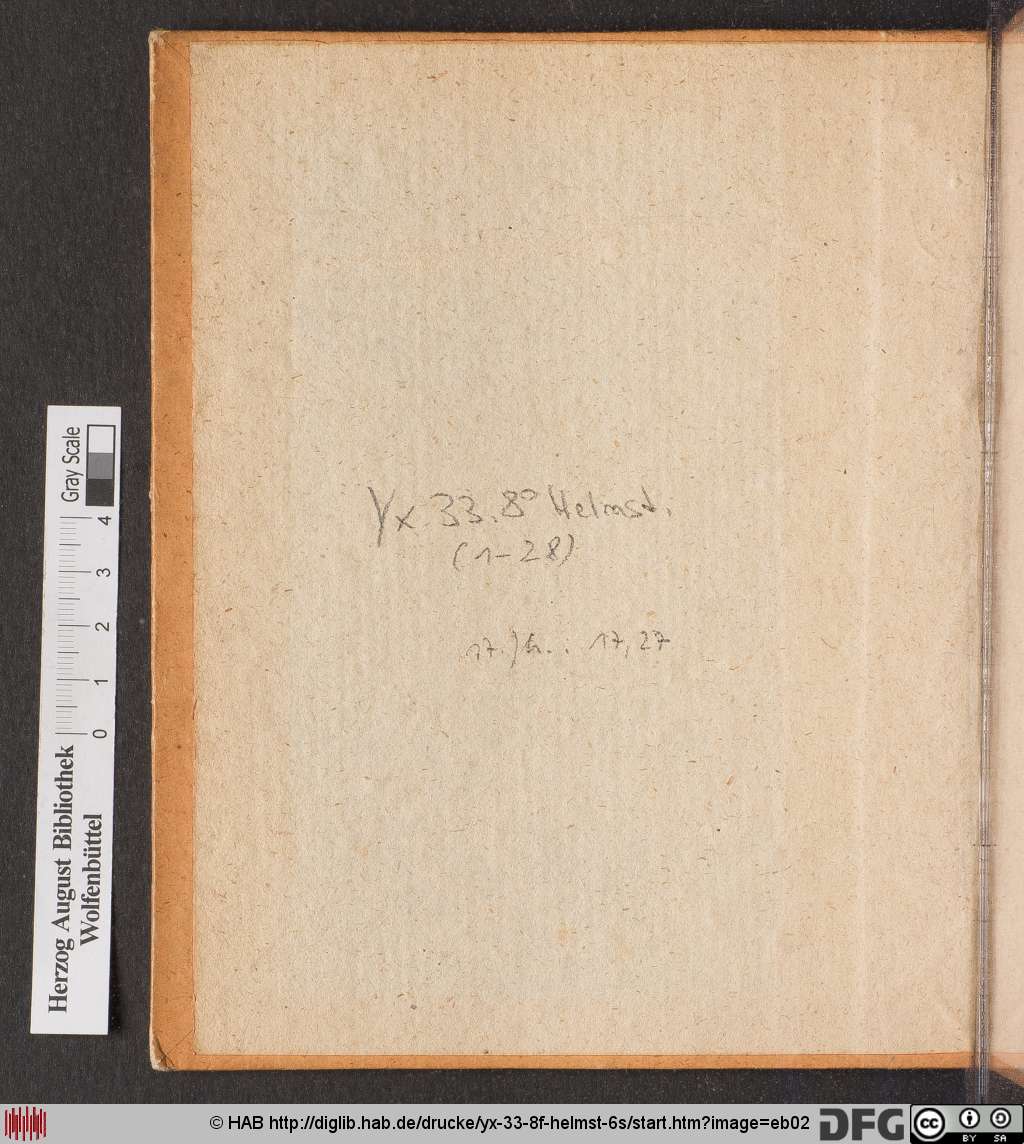 Yx 33.8° Helmst.
(1-28)
17. Jh.: 17, 27
Gray Scale
4
3
2
1
0
Herzog August Bibliothek
Wolfenbüttel
© HAB http://diglib.hab.de/drucke/yx-33-8f-helmst-6s/start.htm?image=eb02
DFG
cc
BY
SA